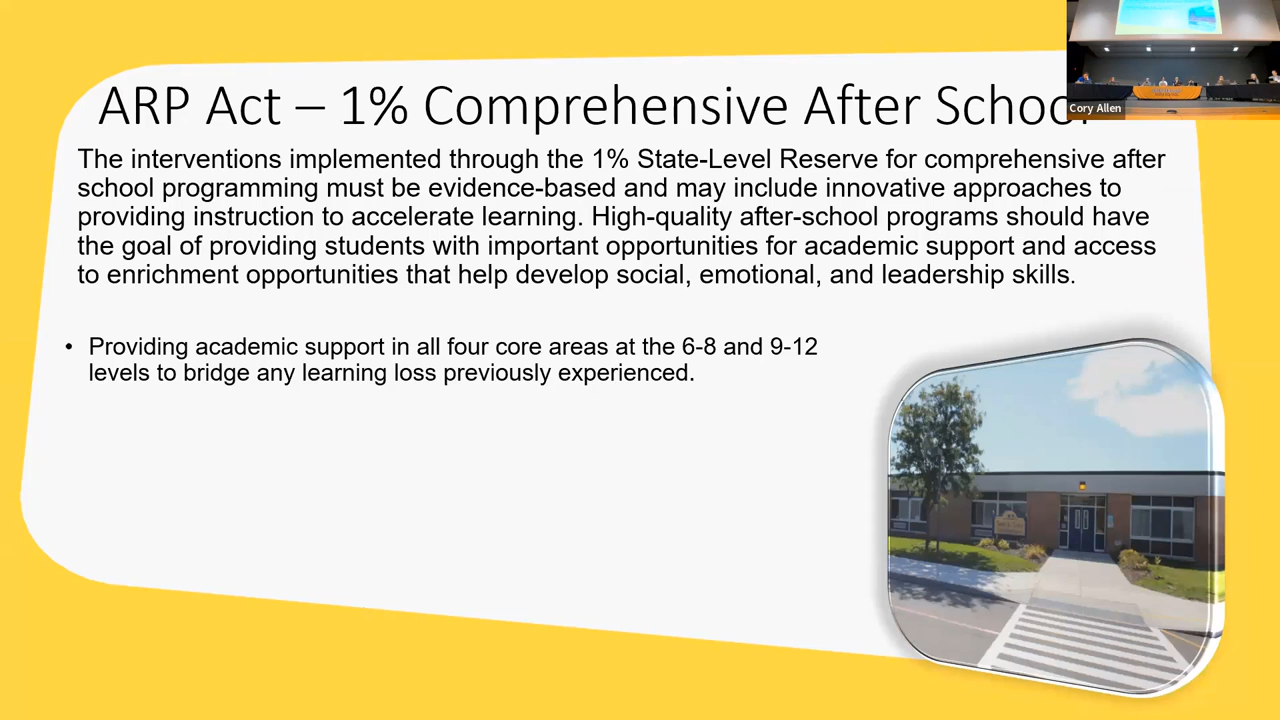 ARP Act – 1% Comprehensive After School
Cory Allen
The interventions implemented through the 1% State-Level Reserve for comprehensive after
school programming must be evidence-based and may include innovative approaches to
providing instruction to accelerate learning. High-quality after-school programs should have
the goal of providing students with important opportunities for academic support and access
to enrichment opportunities that help develop social, emotional, and leadership skills.
• Providing academic support in all four core areas at the 6-8 and 9-12
levels to bridge any learning loss previously experienced.